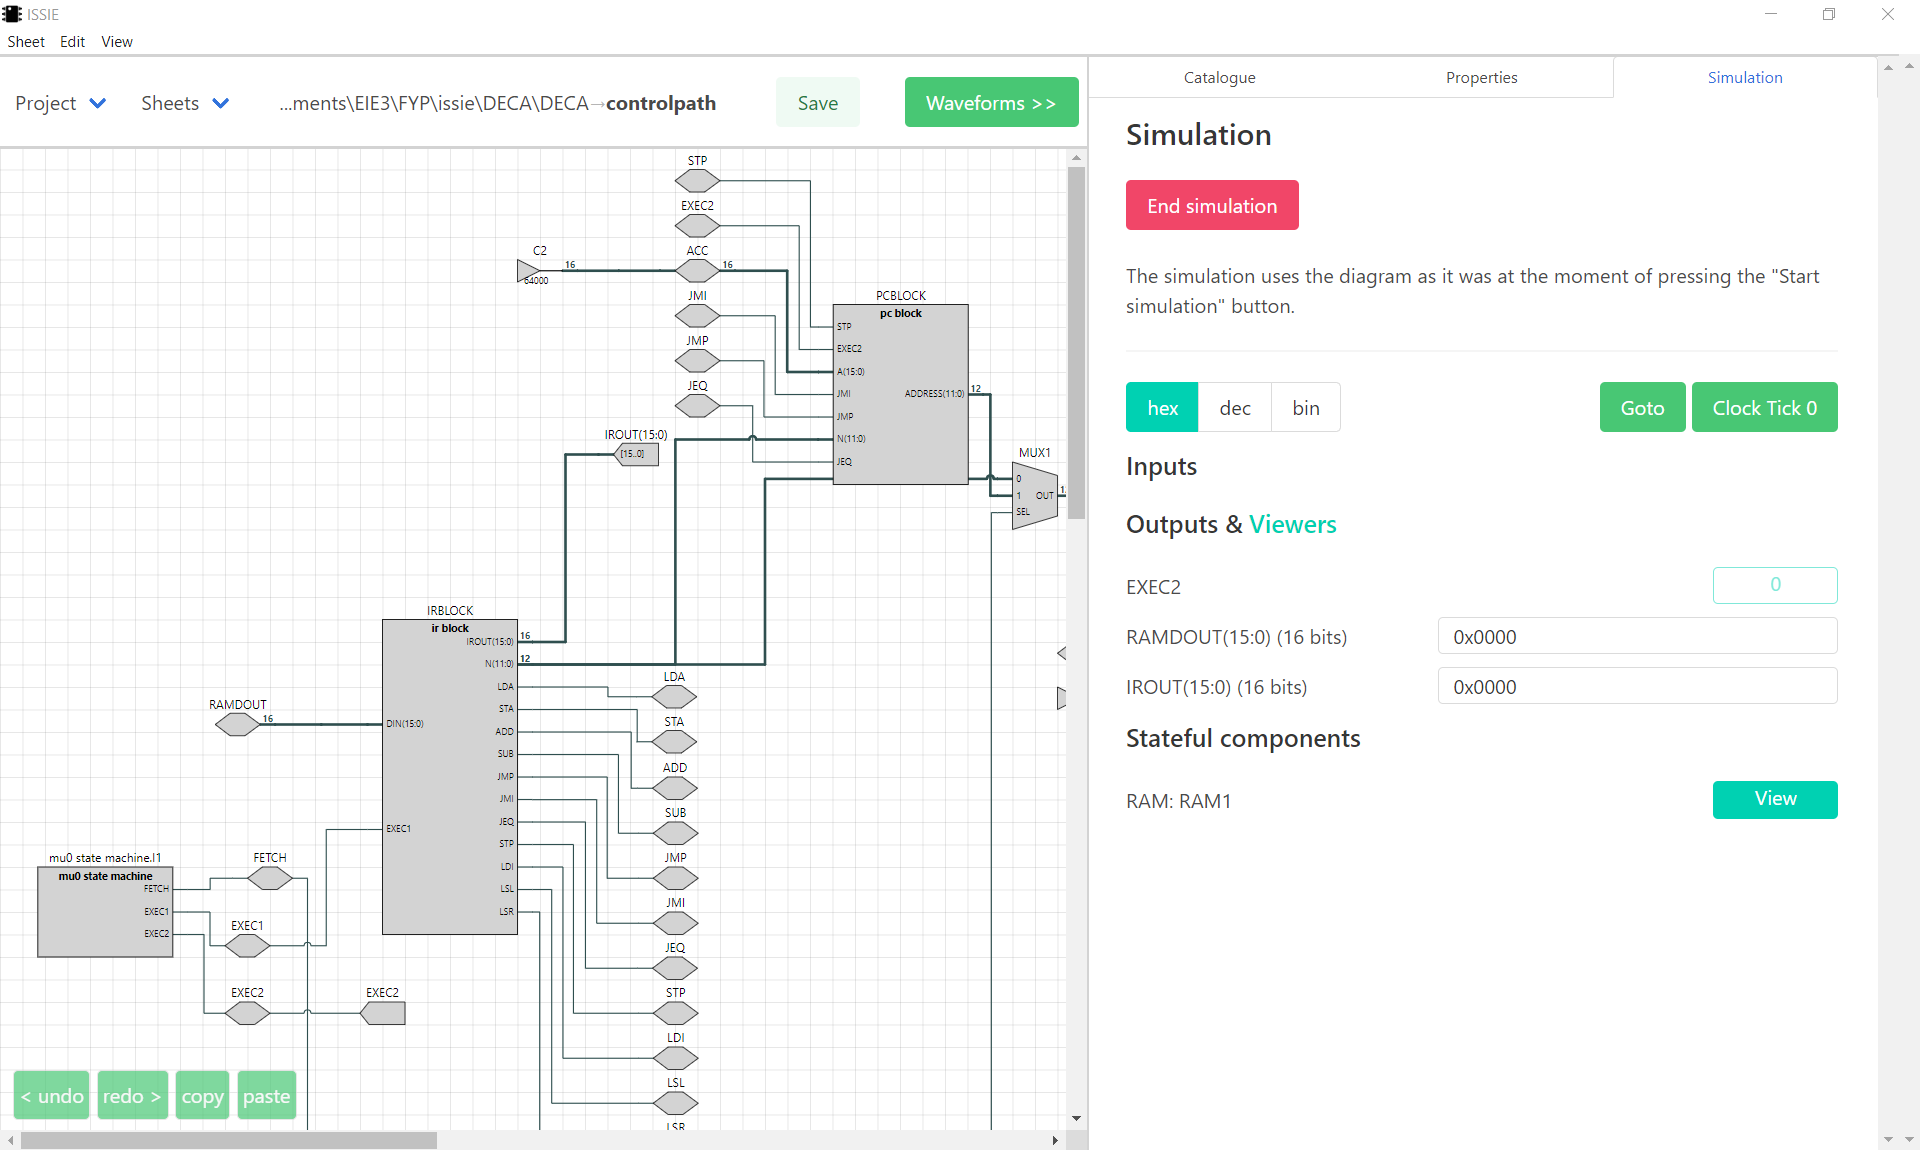 ISSIE
Sheet Edit View
Project Sheets ...ments\EIE3\FYP\issie\DECA\DECA→controlpath Save Waveforms >>
STP
EXEC2
C2
16
64000
ACC
16
JMI
JMP
JEQ
IROUT(15:0)
[15..0]
PCBLOCK
pc block
STP
EXEC2
A(15:0)
JMI
JMP
N(11:0)
JEQ
ADDRESS(11:0)
12
MUX1
0
1 OUT
SEL
IRBLOCK
ir block
IROUT(15:0) 16
N(11:0) 12
LDA
STA
ADD
SUB
JMP
JMI
JEQ
STP
LDI
LSL
LSR
DIN(15:0)
EXEC1
RAMDOUT
16
mu0 state machine.I1
mu0 state machine
FETCH
EXEC1
EXEC2
FETCH
EXEC1
EXEC2
EXEC2
LDA
STA
ADD
SUB
JMP
JMI
JEQ
STP
LDI
LSL
LSR
< undo redo > copy paste
Catalogue Properties Simulation
Simulation
End simulation
The simulation uses the diagram as it was at the moment of pressing the "Start
simulation" button.
hex dec bin Goto Clock Tick 0
Inputs
Outputs & Viewers
EXEC2 0
RAMDOUT(15:0) (16 bits) 0x0000
IROUT(15:0) (16 bits) 0x0000
Stateful components
RAM: RAM1 View